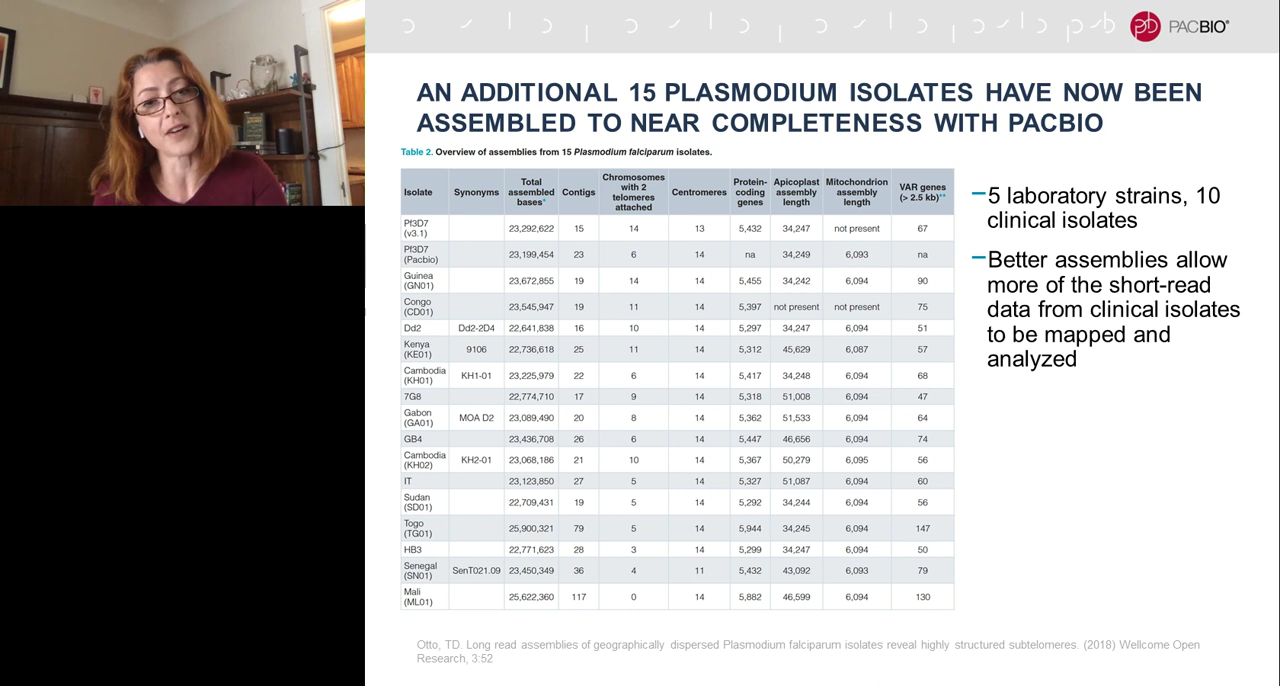 PACBIO®
AN ADDITIONAL 15 PLASMODIUM ISOLATES HAVE NOW BEEN
ASSEMBLED TO NEAR COMPLETENESS WITH PACBIO
Table 2. Overview of assemblies from 15 Plasmodium falciparum isolates.
Isolate Synonyms Total assembled bases* Contigs Chromosomes with 2 telomeres attached Centromeres Protein-coding genes Apicoplast assembly length Mitochondrion assembly length VAR genes (> 2.5 kb)**
Pf3D7 (v3.1) 23,292,622 15 14 13 5,432 34,247 not present 67
Pf3D7 (Pacbio) 23,199,454 23 6 14 na 34,249 6,093 na
Guinea (GN01) 23,672,855 19 14 14 5,455 34,242 6,094 90
Congo (CD01) 23,545,947 19 11 14 5,397 not present not present 75
Dd2 Dd2-2D4 22,641,838 16 10 14 5,297 34,247 6,094 51
Kenya (KE01) 9106 22,736,618 25 11 14 5,312 45,629 6,087 57
Cambodia (KH01) KH1-01 23,225,979 22 6 14 5,417 34,248 6,094 68
7G8 22,774,710 17 9 14 5,318 51,008 6,094 47
Gabon (GA01) MOA D2 23,089,490 20 8 14 5,362 51,533 6,094 64
GB4 23,436,708 26 6 14 5,447 46,656 6,094 74
Cambodia (KH02) KH2-01 23,068,186 21 10 14 5,367 50,279 6,095 56
IT 23,123,850 27 5 14 5,327 51,087 6,094 60
Sudan (SD01) 22,709,431 19 5 14 5,292 34,244 6,094 56
Togo (TG01) 25,900,321 79 5 14 5,944 34,245 6,094 147
HB3 22,771,623 28 3 14 5,299 34,247 6,094 50
Senegal (SN01) SenT021.09 23,450,349 36 4 11 5,432 43,092 6,093 79
Mali (ML01) 25,622,360 117 0 14 5,882 46,599 6,094 130
–5 laboratory strains, 10
clinical isolates
–Better assemblies allow
more of the short-read
data from clinical isolates
to be mapped and
analyzed
Otto, TD. Long read assemblies of geographically dispersed Plasmodium falciparum isolates reveal highly structured subtelomeres. (2018) Wellcome Open
Research, 3:52